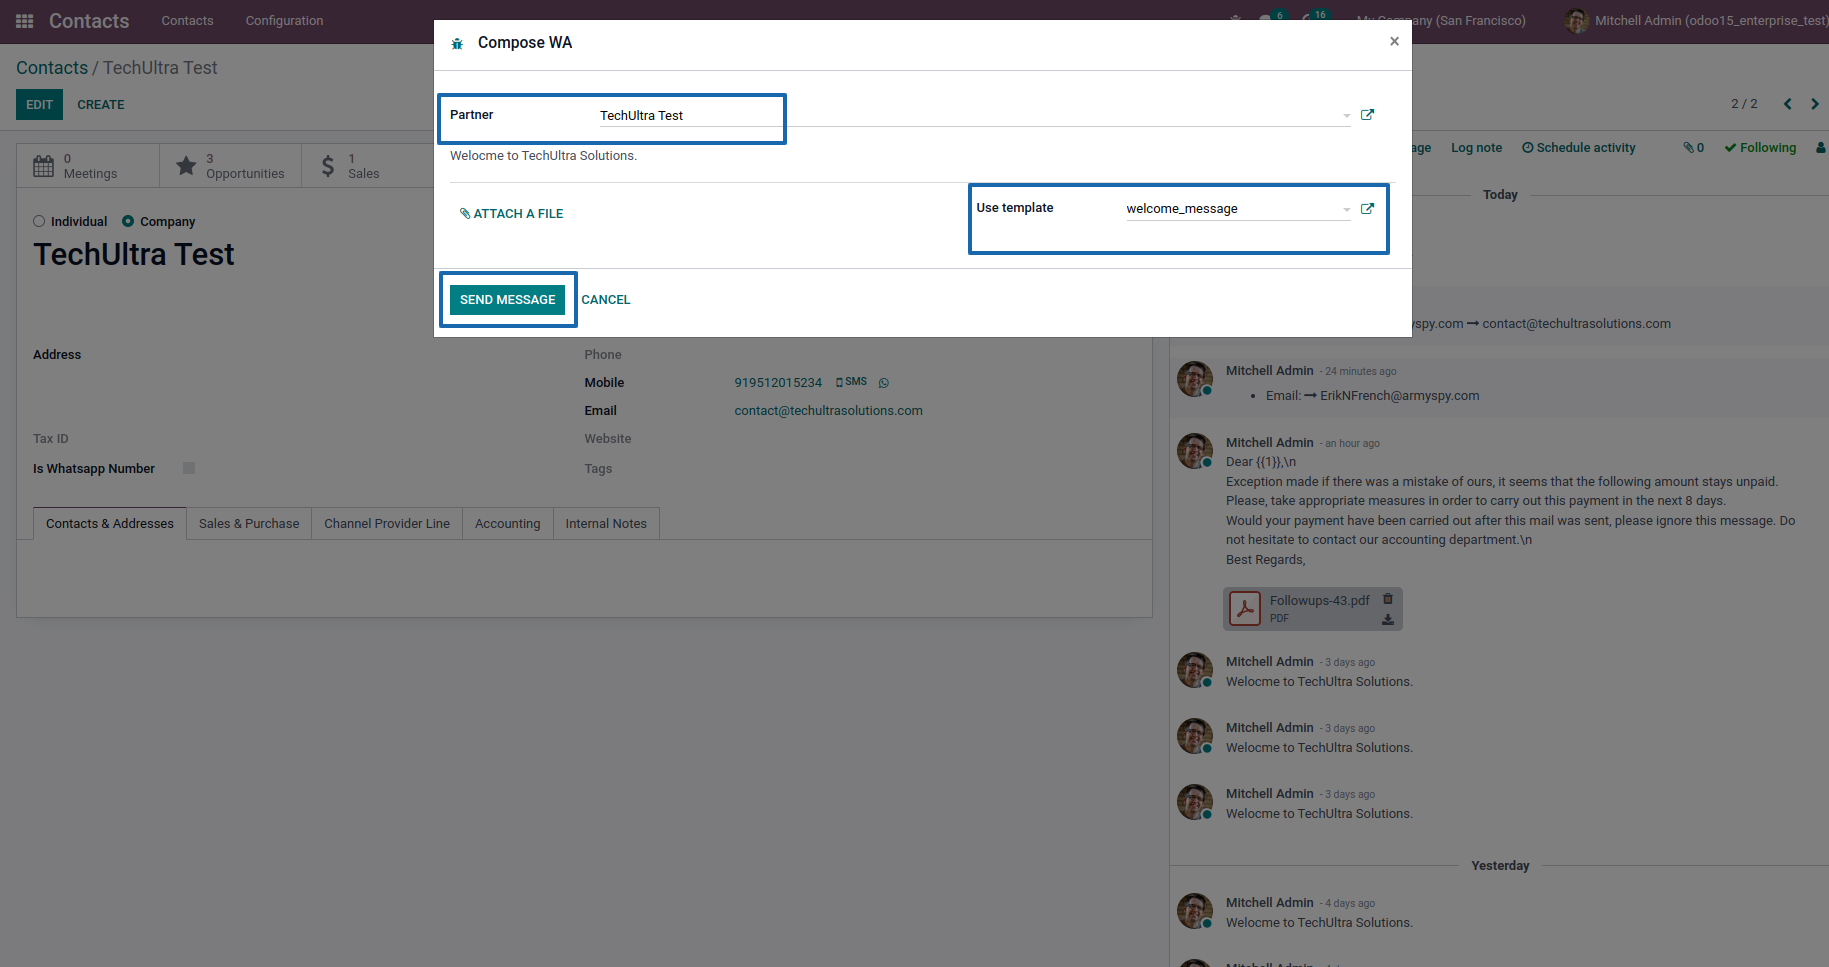 Contacts Contacts Configuration 6 16 My Company (San Francisco) Mitchell Admin (odoo15_enterprise_test)
Compose WA ×
Contacts / TechUltra Test
EDIT CREATE
2 / 2
Partner TechUltra Test
Welocme to TechUltra Solutions.
ATTACH A FILE
Use template welcome_message
SEND MESSAGE CANCEL
0
Meetings
3
Opportunities
$ 1
Sales
Individual Company
TechUltra Test
Address
Tax ID
Is Whatsapp Number
Phone
Mobile 919512015234 SMS
Email contact@techultrasolutions.com
Website
Tags
Contacts & Addresses Sales & Purchase Channel Provider Line Accounting Internal Notes
age Log note Schedule activity 0 Following
Today
yspy.com contact@techultrasolutions.com
Mitchell Admin - 24 minutes ago
• Email: ErikNFrench@armyspy.com
Mitchell Admin - an hour ago
Dear {{1}},\n
Exception made if there was a mistake of ours, it seems that the following amount stays unpaid.
Please, take appropriate measures in order to carry out this payment in the next 8 days.
Would your payment have been carried out after this mail was sent, please ignore this message. Do
not hesitate to contact our accounting department.\n
Best Regards,
Followups-43.pdf
PDF
Mitchell Admin - 3 days ago
Welocme to TechUltra Solutions.
Mitchell Admin - 3 days ago
Welocme to TechUltra Solutions.
Mitchell Admin - 3 days ago
Welocme to TechUltra Solutions.
Yesterday
Mitchell Admin - 4 days ago
Welocme to TechUltra Solutions.